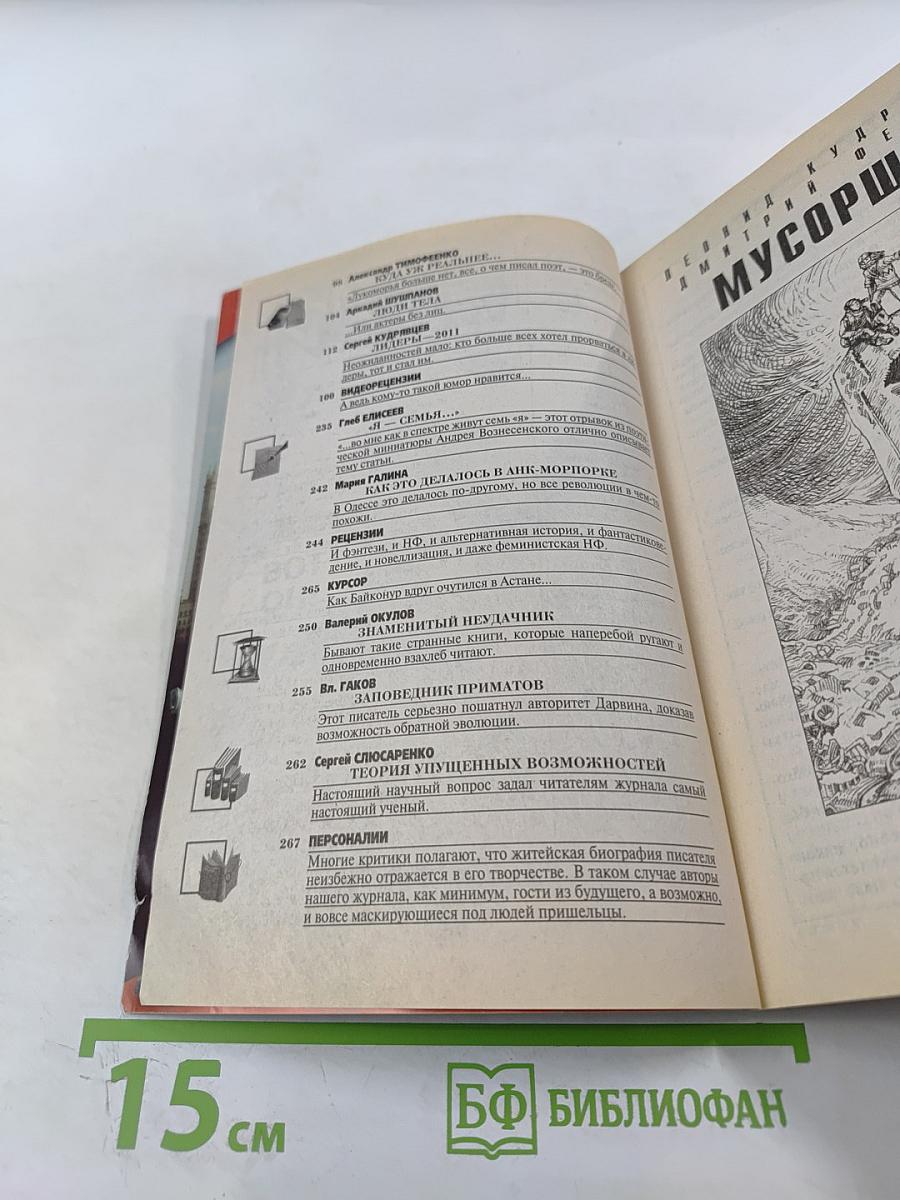 98 Александр ТИМОФЕЕНКО
КУДА УЖ РЕАЛЬНЕЕ...
«Лукоморья больше нет, все, о чем писал поэт, — это бред»
104 Аркадий ШУШПАНОВ
ЛЮДИ ТЕЛА
...Или актеры без лиц.
112 Сергей КУДРЯВЦЕВ
ЛИДЕРЫ—2011
Неожиданностей мало: кто больше всех хотел прорваться в ли-
деры, тот и стал им.
100 ВИДЕОРЕЦЕНЗИИ
А ведь кому-то такой юмор нравится...
235 Глеб ЕЛИСЕЕВ
«Я — СЕМЬЯ...»
«...во мне как в спектре живут семь «я» — этот отрывок из поэти-
ческой миниатюры Андрея Вознесенского отлично описывает
тему статьи.
242 Мария ГАЛИНА
КАК ЭТО ДЕЛАЛОСЬ В АНК-МОРПОРКЕ
В Одессе это делалось по-другому, но все революции в чем-то
похожи.
244 РЕЦЕНЗИИ
И фэнтези, и НФ, и альтернативная история, и фантастикове-
дение, и новеллизация, и даже феминистская НФ.
265 КУРСОР
Как Байконур вдруг очутился в Астане...
250 Валерий ОКУЛОВ
ЗНАМЕНИТЫЙ НЕУДАЧНИК
Бывают такие странные книги, которые наперебой ругают и
одновременно взахлеб читают.
255 Вл. ГАКОВ
ЗАПОВЕДНИК ПРИМАТОВ
Этот писатель серьезно пошатнул авторитет Дарвина, доказав
возможность обратной эволюции.
262 Сергей СЛЮСАРЕНКО
ТЕОРИЯ УПУЩЕННЫХ ВОЗМОЖНОСТЕЙ
Настоящий научный вопрос задал читателям журнала самый
настоящий ученый.
267 ПЕРСОНАЛИИ
Многие критики полагают, что житейская биография писателя
неизбежно отражается в его творчестве. В таком случае авторы
нашего журнала, как минимум, гости из будущего, а возможно,
и вовсе маскирующиеся под людей пришельцы.
ЛЕОНИД КУДР
ДМИТРИЙ ФЕ
МУСОРЩ
15 см
БФ БИБЛИОФАН